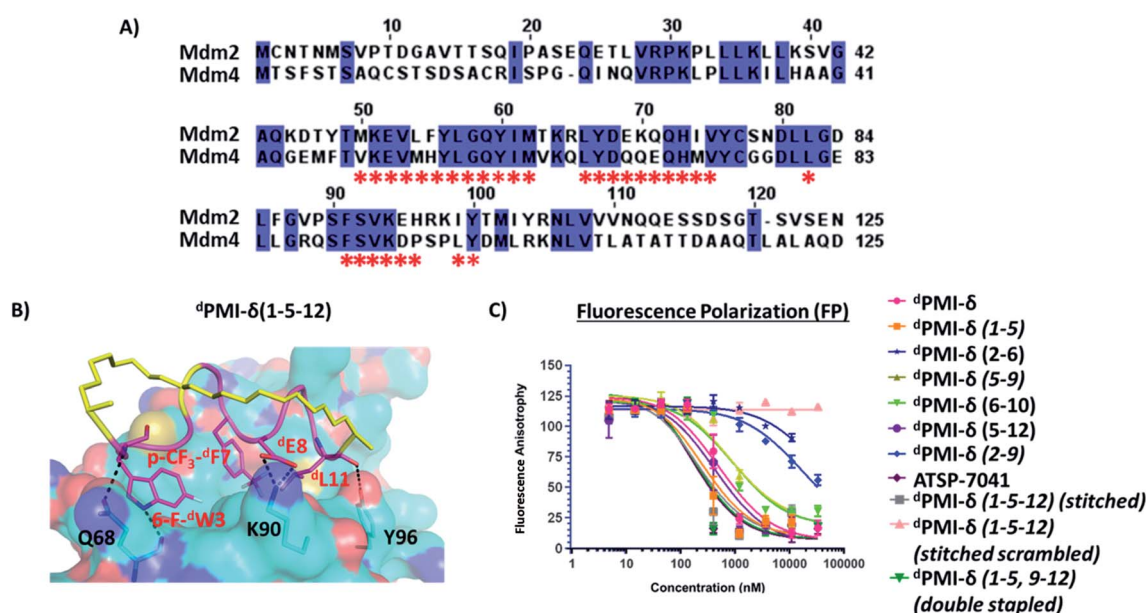 A)
10 20 30 40
Mdm2 MCNTNMSVPTDGAVTTSQIPASEQETLVRPKPLLLKLLKSVG 42
Mdm4 MTSFSTSAQCSTSDSACRISPG-QINQVRPKLPLLKILHAAG 41
50 60 70 80
Mdm2 AQKDTYTMKEVLFYLGQYIMTKRLYDEKQQHIVYCSNDLLGD 84
Mdm4 AQGEMFTVKEVMHYLGQYIMVKQLYDQQEQHMVYCGGDLLGE 83
************* ********** *
90 100 110 120
Mdm2 LFGVPSFSVKEHRKIYTMIYRNLVVVNQQESSDSGT-SVSEN 125
Mdm4 LLGRQSFSVKDPSPLYDMLRKNLVTLATATTDAAQTLALAQD 125
****** **
B)
ᵈPMI-δ(1-5-12)
p-CF₃-ᵈF7
ᵈE8
ᵈL11
6-F-ᵈW3
Q68
K90
Y96
C)
Fluorescence Polarization (FP)
Fluorescence Anisotropy
150
125
100
75
50
25
0
1 10 100 1000 10000 100000
Concentration (nM)
ᵈPMI-δ
ᵈPMI-δ (1-5)
ᵈPMI-δ (2-6)
ᵈPMI-δ (5-9)
ᵈPMI-δ (6-10)
ᵈPMI-δ (5-12)
ᵈPMI-δ (2-9)
ATSP-7041
ᵈPMI-δ (1-5-12) (stitched)
ᵈPMI-δ (1-5-12)
(stitched scrambled)
ᵈPMI-δ (1-5, 9-12)
(double stapled)